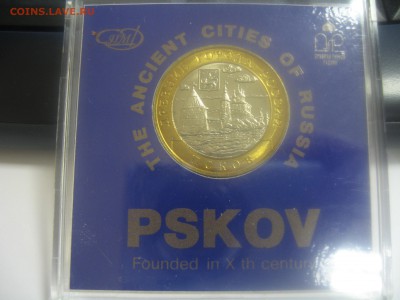 COINS.LAVE.RU
THE ANCIENT CITIES OF RUSSIA
PSKOV
Founded in X th century